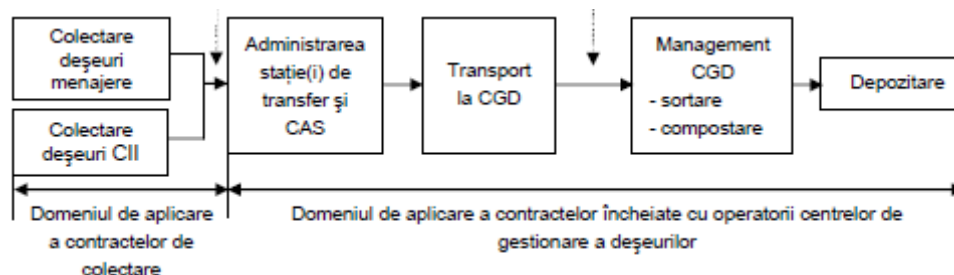 Colectare
deşeuri
menajere
Colectare
deşeuri CII
Administrarea
staţie(i) de
transfer şi
CAS
Transport
la CGD
Management
CGD
- sortare
- compostare
Depozitare
Domeniul de aplicare
a contractelor de
colectare
Domeniul de aplicare a contractelor încheiate cu operatorii centrelor de
gestionare a deşeurilor